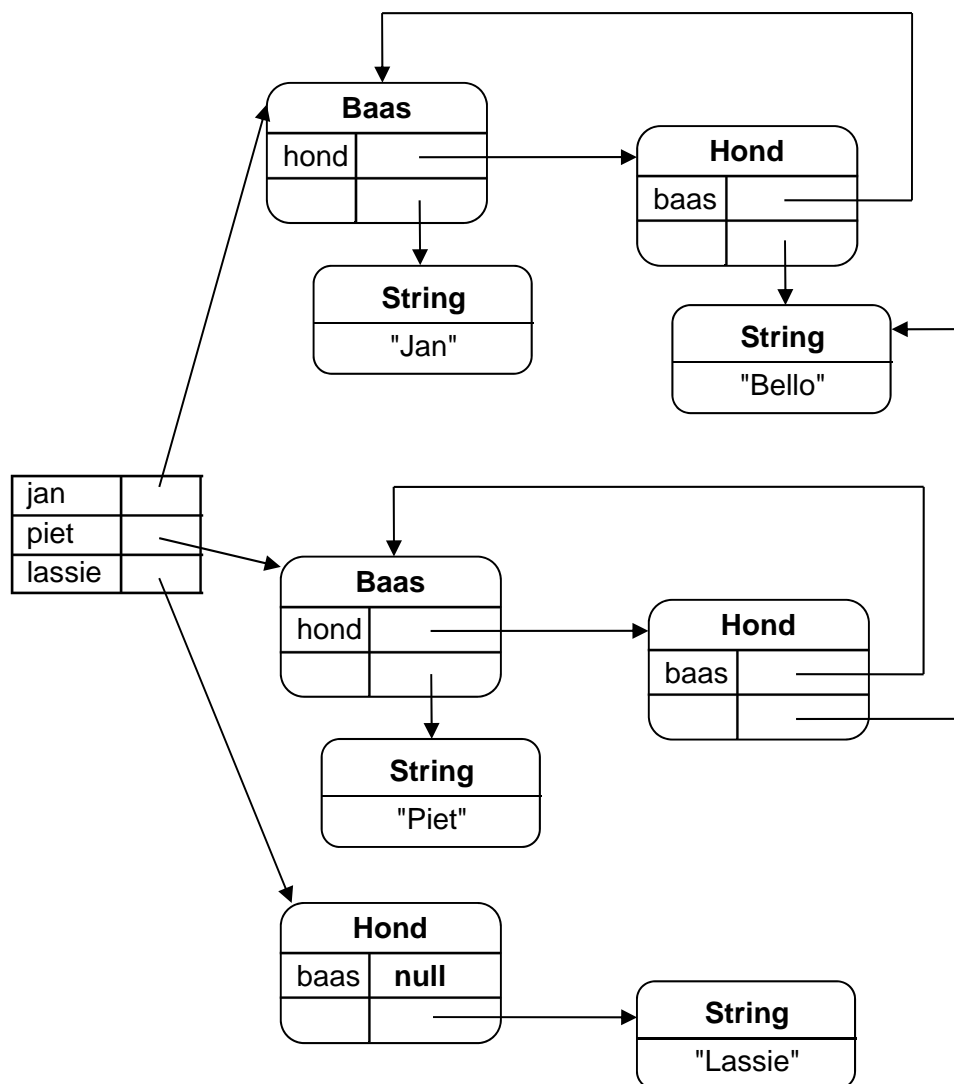 Baas
hond
Hond
baas
String
"Jan"
String
"Bello"
jan
piet
lassie
Baas
hond
Hond
baas
String
"Piet"
Hond
baas null
String
"Lassie"